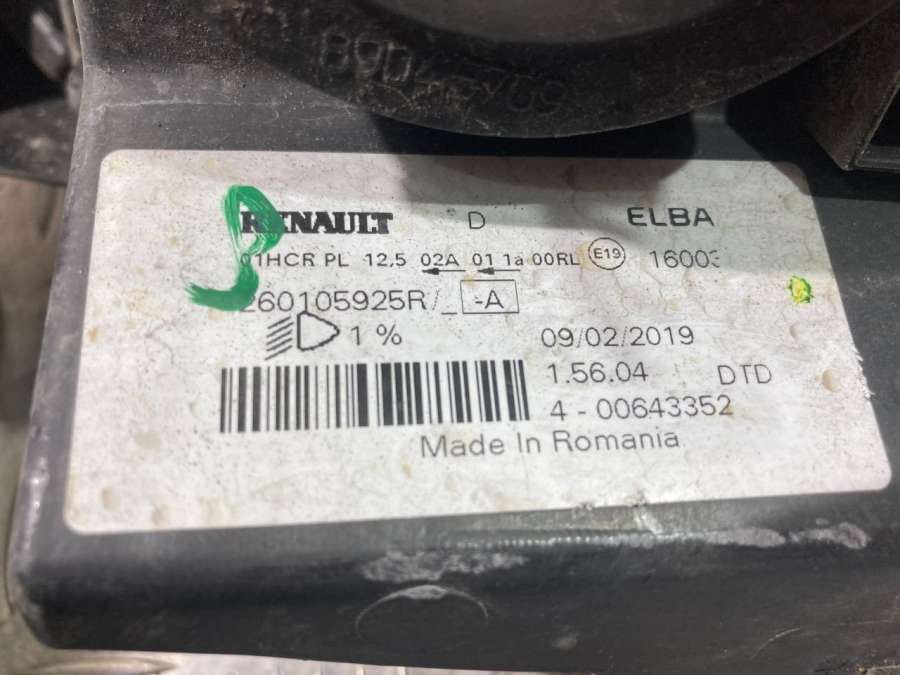 RENAULT D ELBA
01HCR PL 12,5 02A 01 1a 00RL E19 16003
260105925R/_ -A
1 % 09/02/2019
1.56.04 DTD
4 - 00643352
Made In Romania